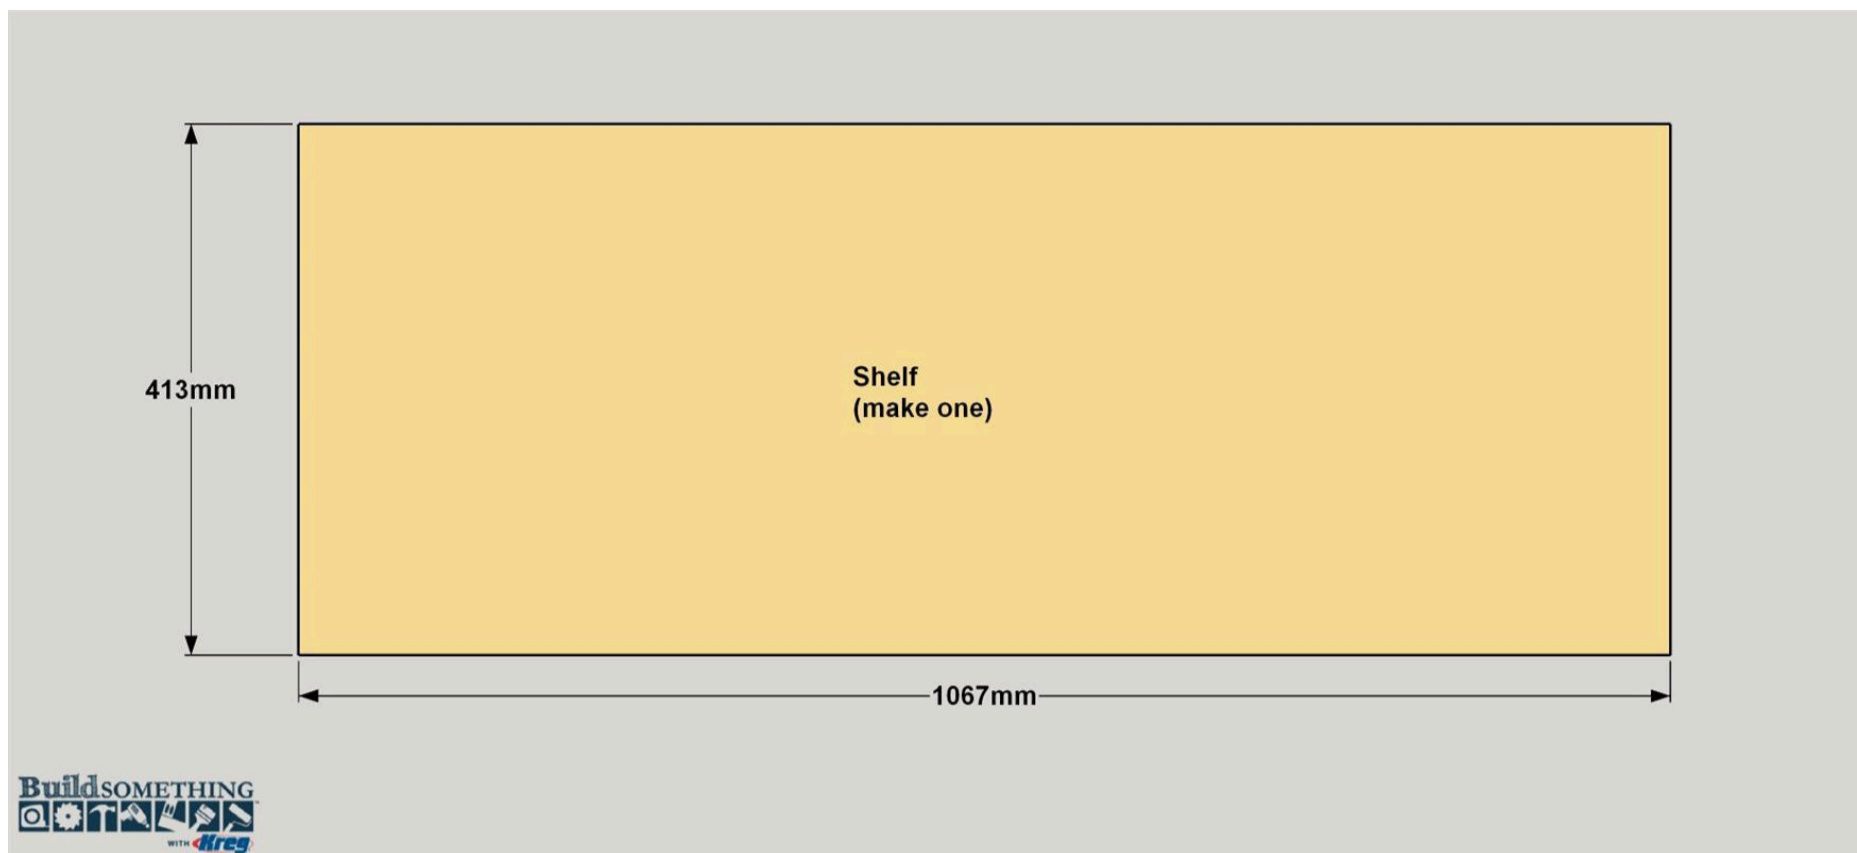 413mm
Shelf
(make one)
1067mm
BuildSOMETHING
WITH Kreg